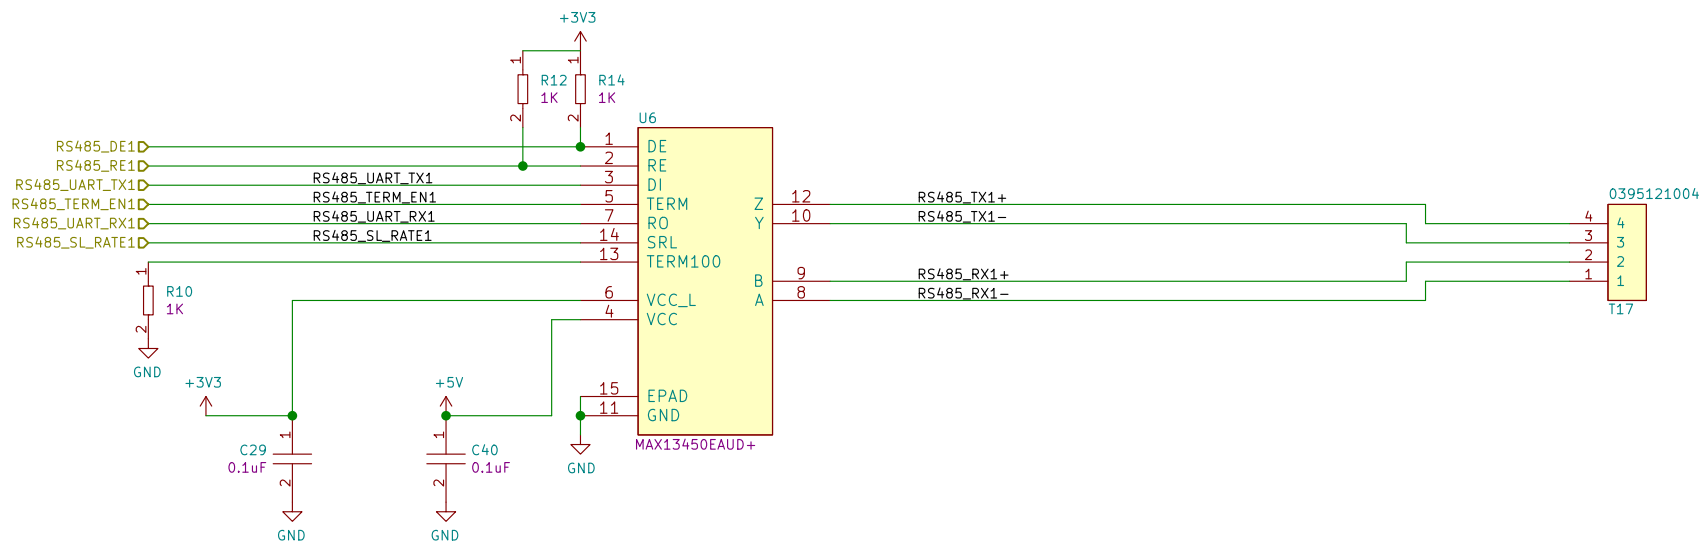 +3V3
1
1
R12
R14
1K
1K
2
2
U6
RS485_DE1
1
DE
RS485_RE1
2
RE
RS485_UART_TX1
RS485_UART_TX1
3
DI
RS485_TERM_EN1
RS485_TERM_EN1
5
TERM
12
Z
RS485_TX1+
0395121004
RS485_UART_RX1
RS485_UART_RX1
7
RO
10
Y
RS485_TX1-
4
4
RS485_SL_RATE1
RS485_SL_RATE1
14
SRL
3
3
13
TERM100
2
2
1
R10
1K
2
GND
9
B
RS485_RX1+
1
1
6
VCC_L
8
A
RS485_RX1-
T17
4
VCC
+3V3
+5V
15
EPAD
11
GND
MAX13450EAUD+
1
C29
0.1uF
2
GND
1
C40
0.1uF
2
GND
GND